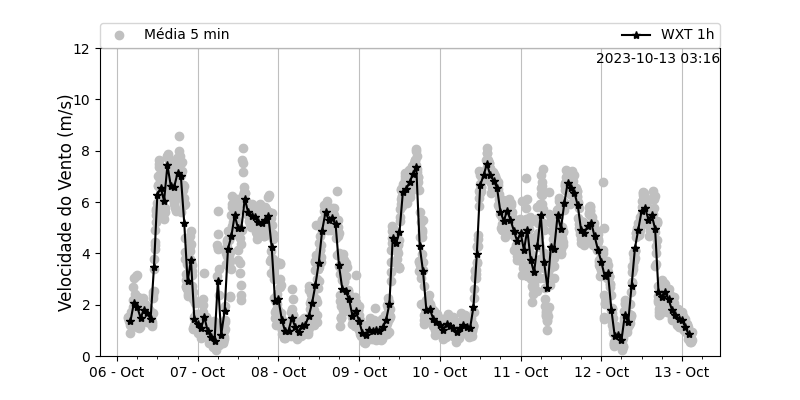 Média 5 min
WXT 1h
2023-10-13 03:16
Velocidade do Vento (m/s)
12
10
8
6
4
2
0
06 - Oct
07 - Oct
08 - Oct
09 - Oct
10 - Oct
11 - Oct
12 - Oct
13 - Oct